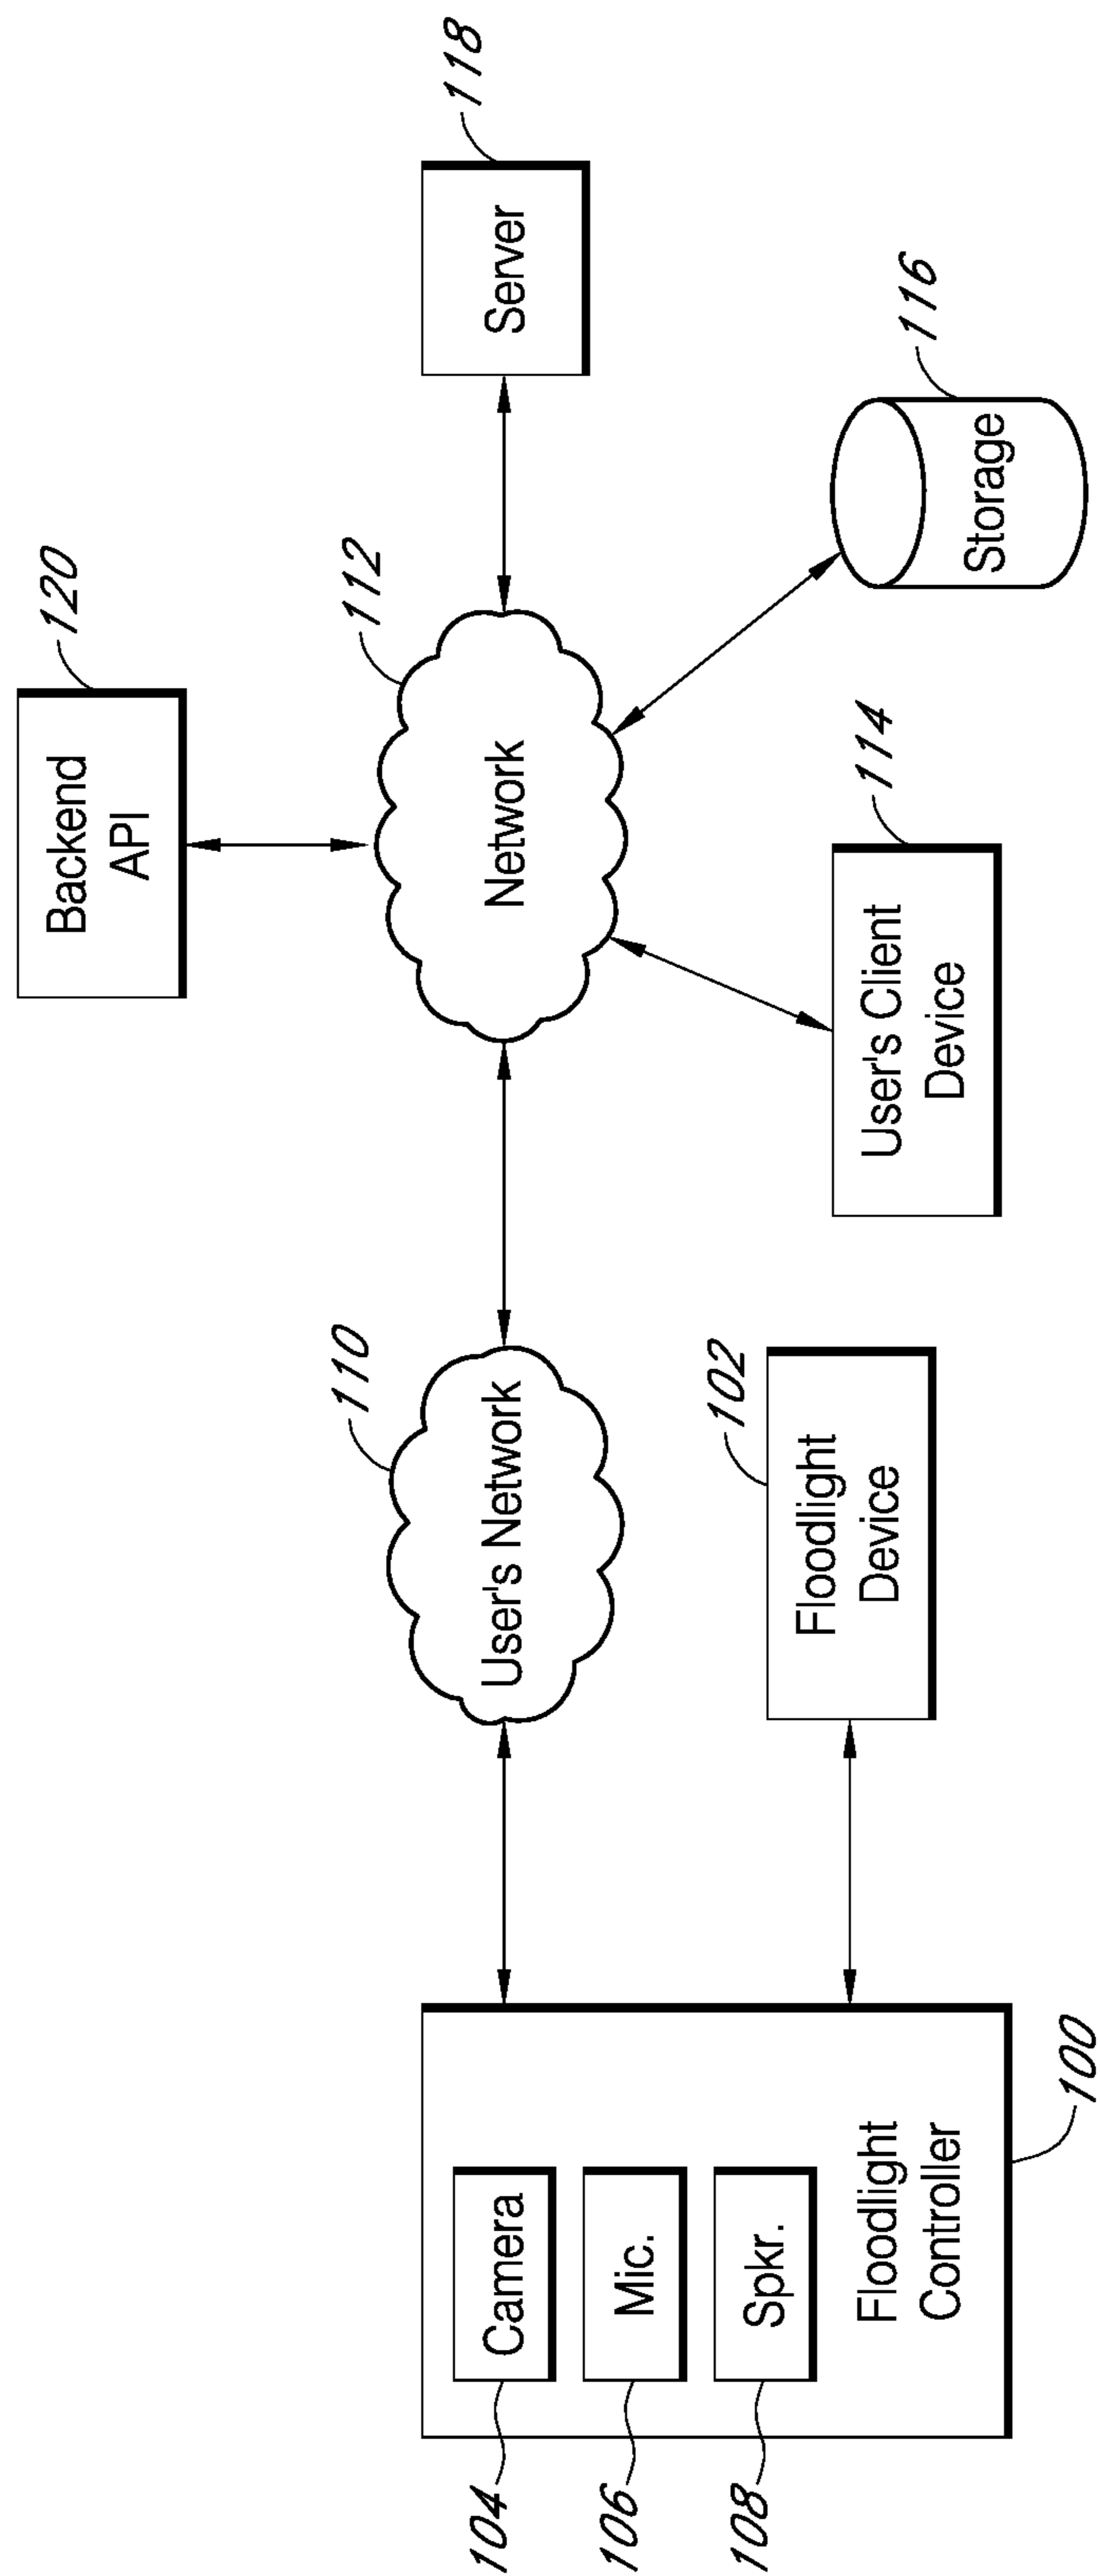 120
Backend
API
118
Server
112
Network
110
User's Network
116
Storage
114
User's Client
Device
102
Floodlight
Device
104
Camera
106
Mic.
108
Spkr.
Floodlight
Controller
100